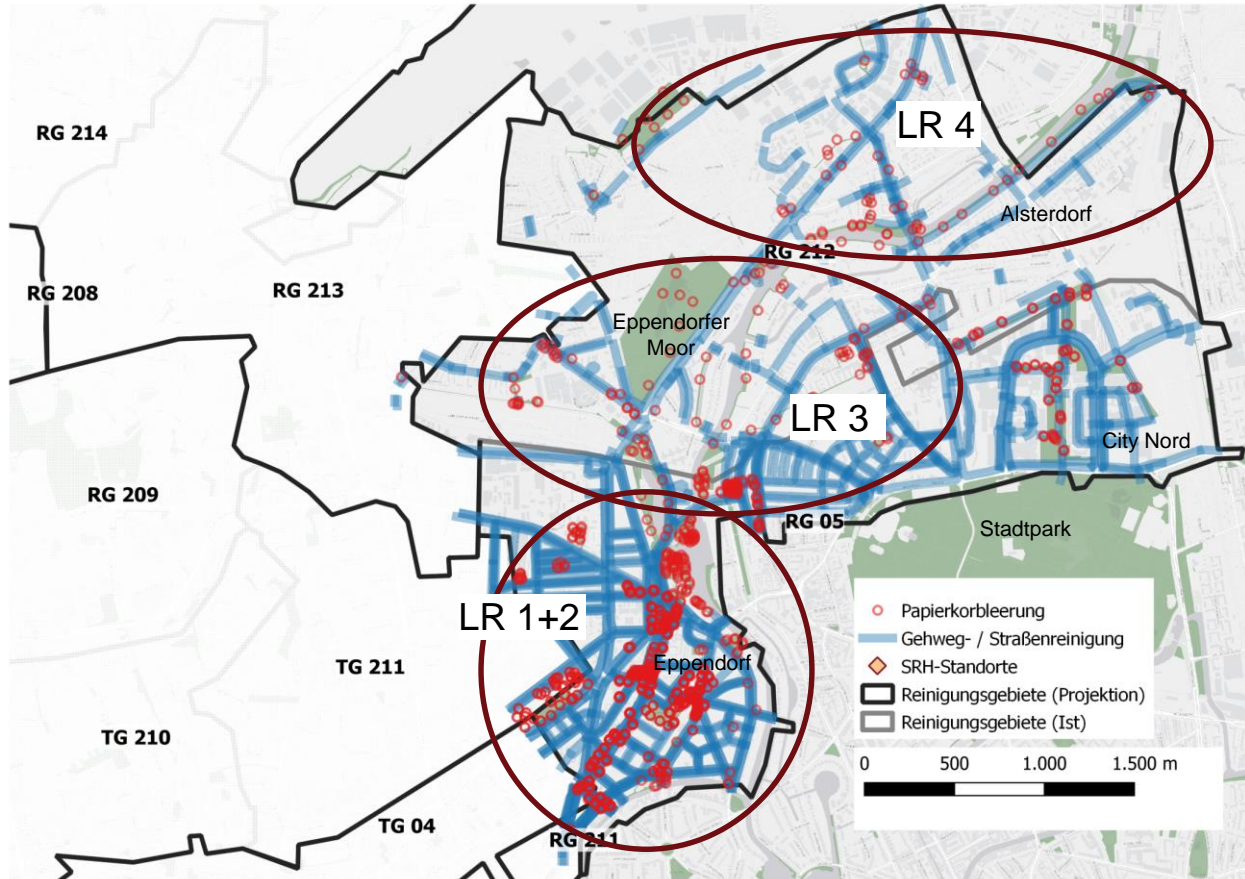 RG 214
LR 4
Alsterdorf
RG 212
RG 208
RG 213
Eppendorfer
Moor
LR 3
City Nord
RG 209
RG 05
Stadtpark
LR 1+2
Eppendorf
TG 211
TG 210
TG 04
RG 211
Papierkorbleerung
Gehweg- / Straßenreinigung
SRH-Standorte
Reinigungsgebiete (Projektion)
Reinigungsgebiete (Ist)
0 500 1.000 1.500 m